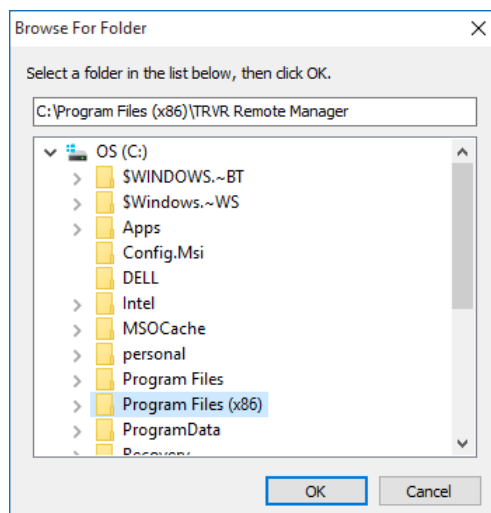 Browse For Folder
Select a folder in the list below, then click OK.
C:\Program Files (x86)\TRVR Remote Manager
OS (C:)
$WINDOWS.~BT
$Windows.~WS
Apps
Config.Msi
DELL
Intel
MSOCache
personal
Program Files
Program Files (x86)
ProgramData
Recovery
OK Cancel